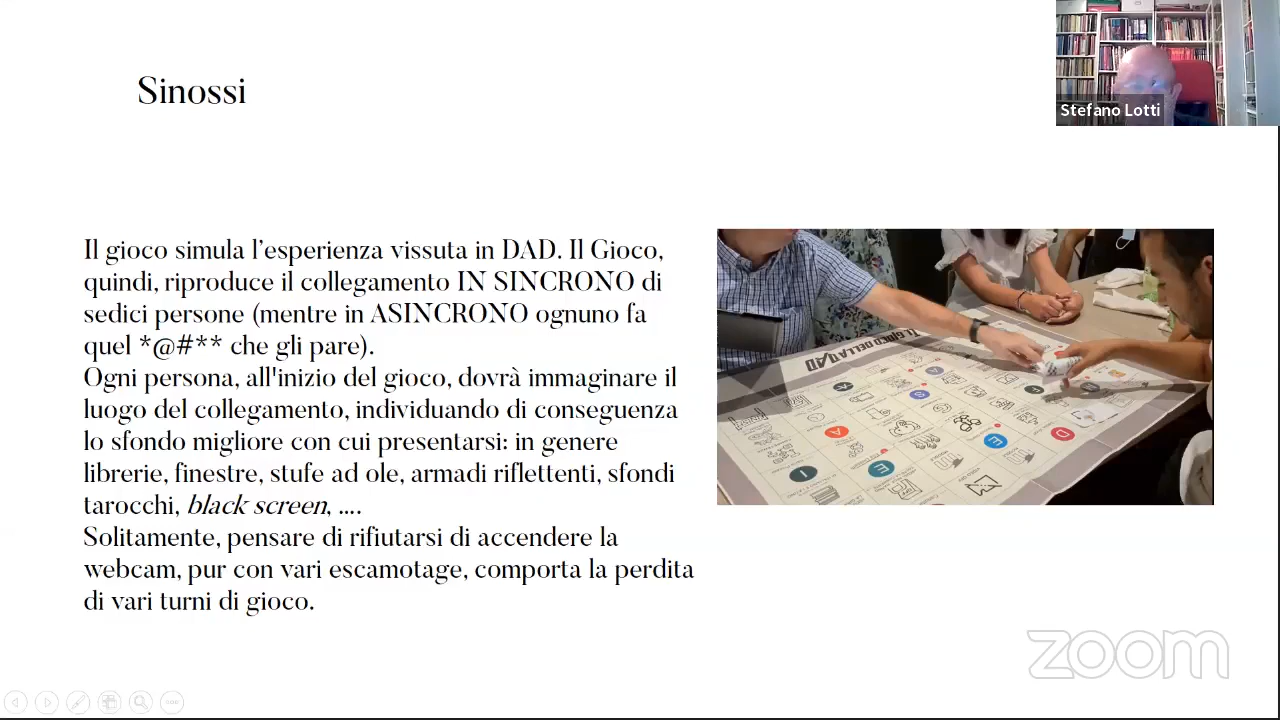 Sinossi
Stefano Lotti
Il gioco simula l’esperienza vissuta in DAD. Il Gioco,
quindi, riproduce il collegamento IN SINCRONO di
sedici persone (mentre in ASINCRONO ognuno fa
quel *@#** che gli pare).
Ogni persona, all'inizio del gioco, dovrà immaginare il
luogo del collegamento, individuando di conseguenza
lo sfondo migliore con cui presentarsi: in genere
librerie, finestre, stufe ad ole, armadi riflettenti, sfondi
tarocchi, black screen, ....
Solitamente, pensare di rifiutarsi di accendere la
webcam, pur con vari escamotage, comporta la perdita
di vari turni di gioco.
IL GIOCO DELLA DAD
A
S
A
E
E
I
D
zoom